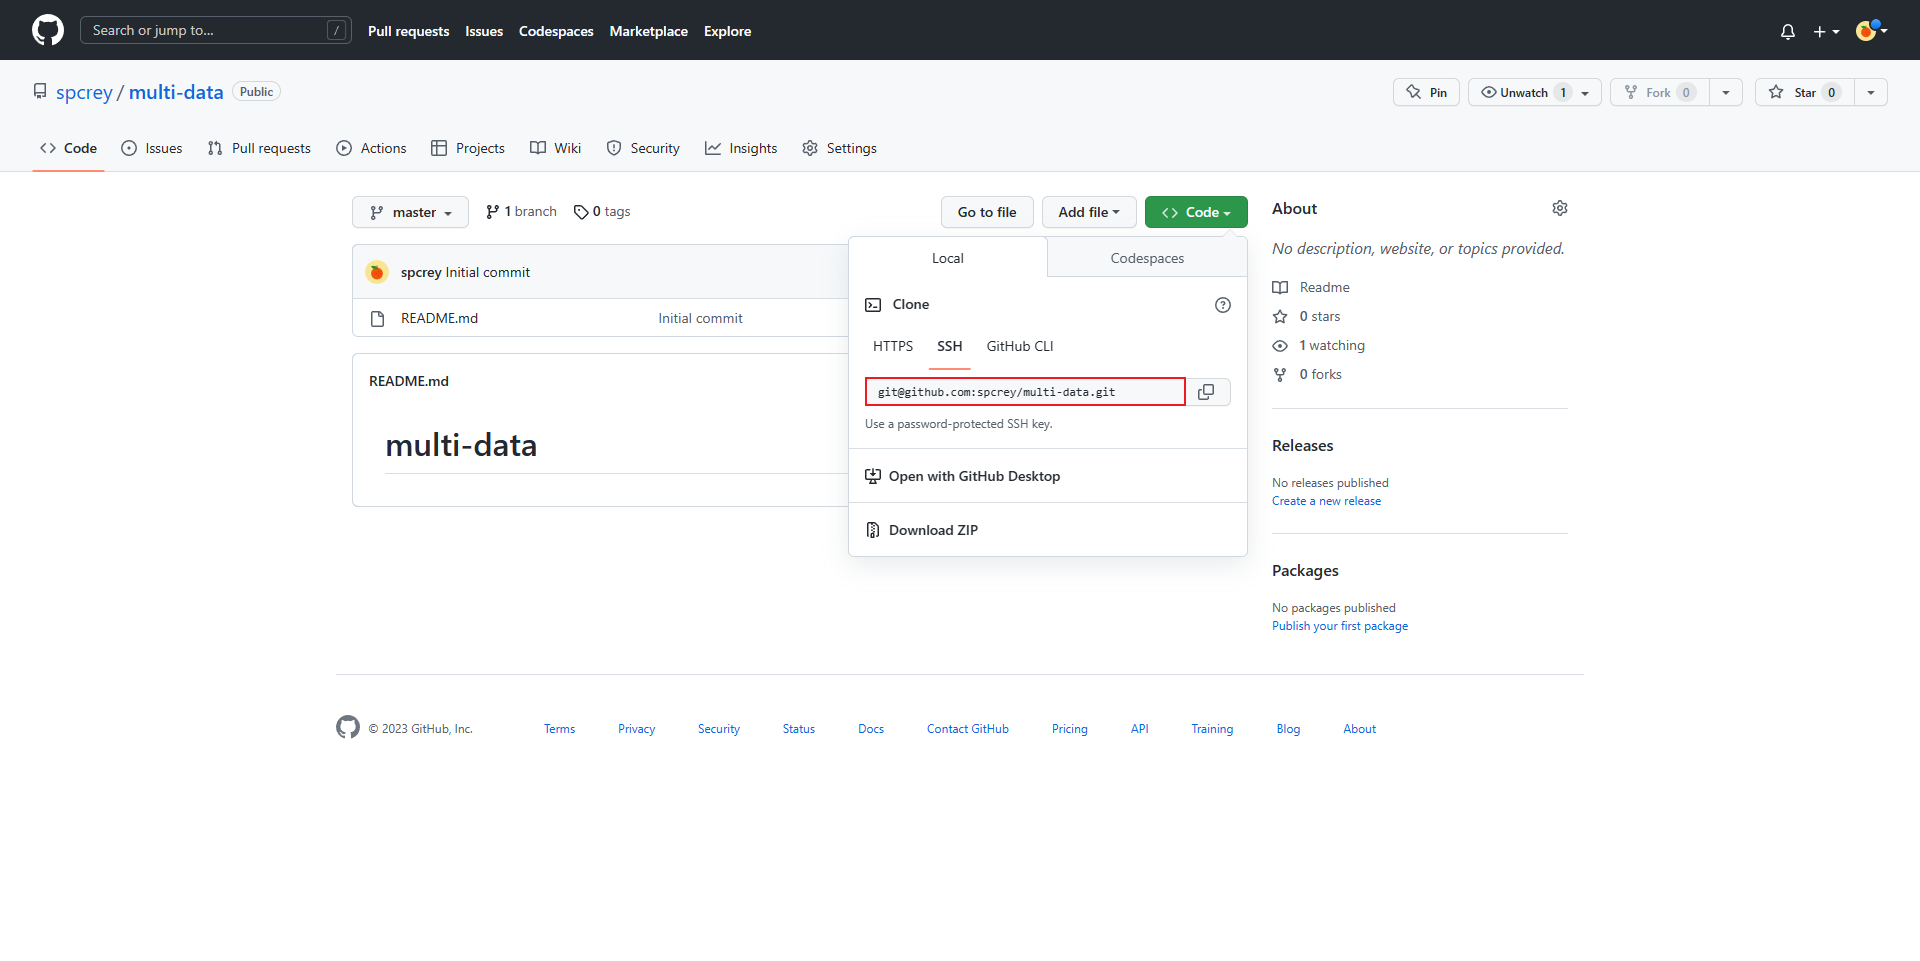 Search or jump to... /
Pull requests Issues Codespaces Marketplace Explore
spcrey / multi-data Public
Pin Unwatch 1 Fork 0 Star 0
Code Issues Pull requests Actions Projects Wiki Security Insights Settings
master 1 branch 0 tags Go to file Add file Code
spcrey Initial commit
README.md Initial commit
README.md
multi-data
Local Codespaces
Clone
HTTPS SSH GitHub CLI
git@github.com:spcrey/multi-data.git
Use a password-protected SSH key.
Open with GitHub Desktop
Download ZIP
About
No description, website, or topics provided.
Readme
0 stars
1 watching
0 forks
Releases
No releases published
Create a new release
Packages
No packages published
Publish your first package
© 2023 GitHub, Inc. Terms Privacy Security Status Docs Contact GitHub Pricing API Training Blog About